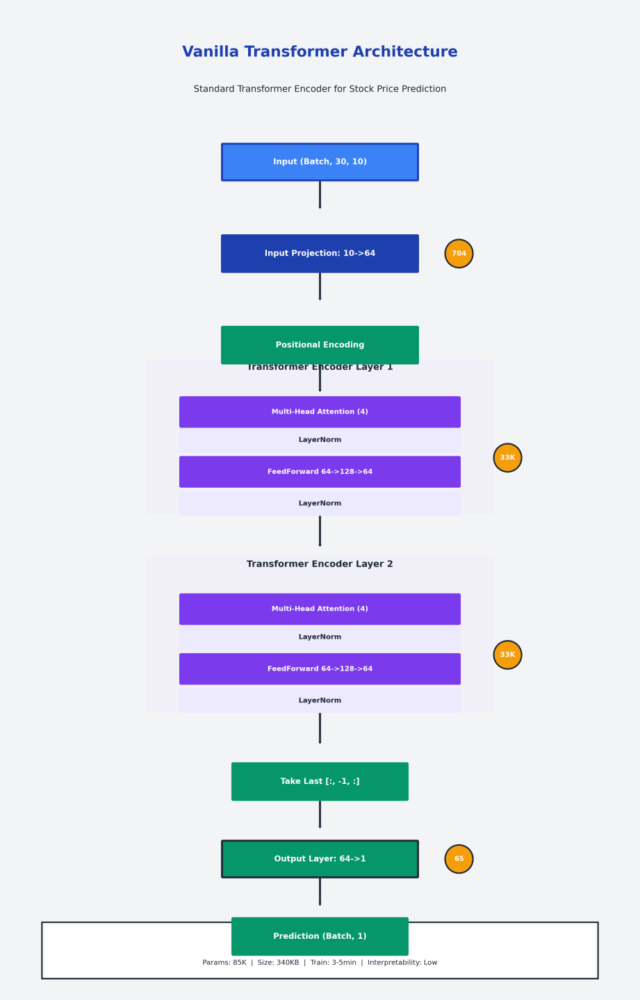 Vanilla Transformer Architecture
Standard Transformer Encoder for Stock Price Prediction
Input (Batch, 30, 10)
Input Projection: 10->64
704
Positional Encoding
Transformer Encoder Layer 1
Multi-Head Attention (4)
LayerNorm
33K
FeedForward 64->128->64
LayerNorm
Transformer Encoder Layer 2
Multi-Head Attention (4)
LayerNorm
33K
FeedForward 64->128->64
LayerNorm
Take Last [:, -1, :]
Output Layer: 64->1
65
Prediction (Batch, 1)
Params: 85K | Size: 340KB | Train: 3-5min | Interpretability: Low